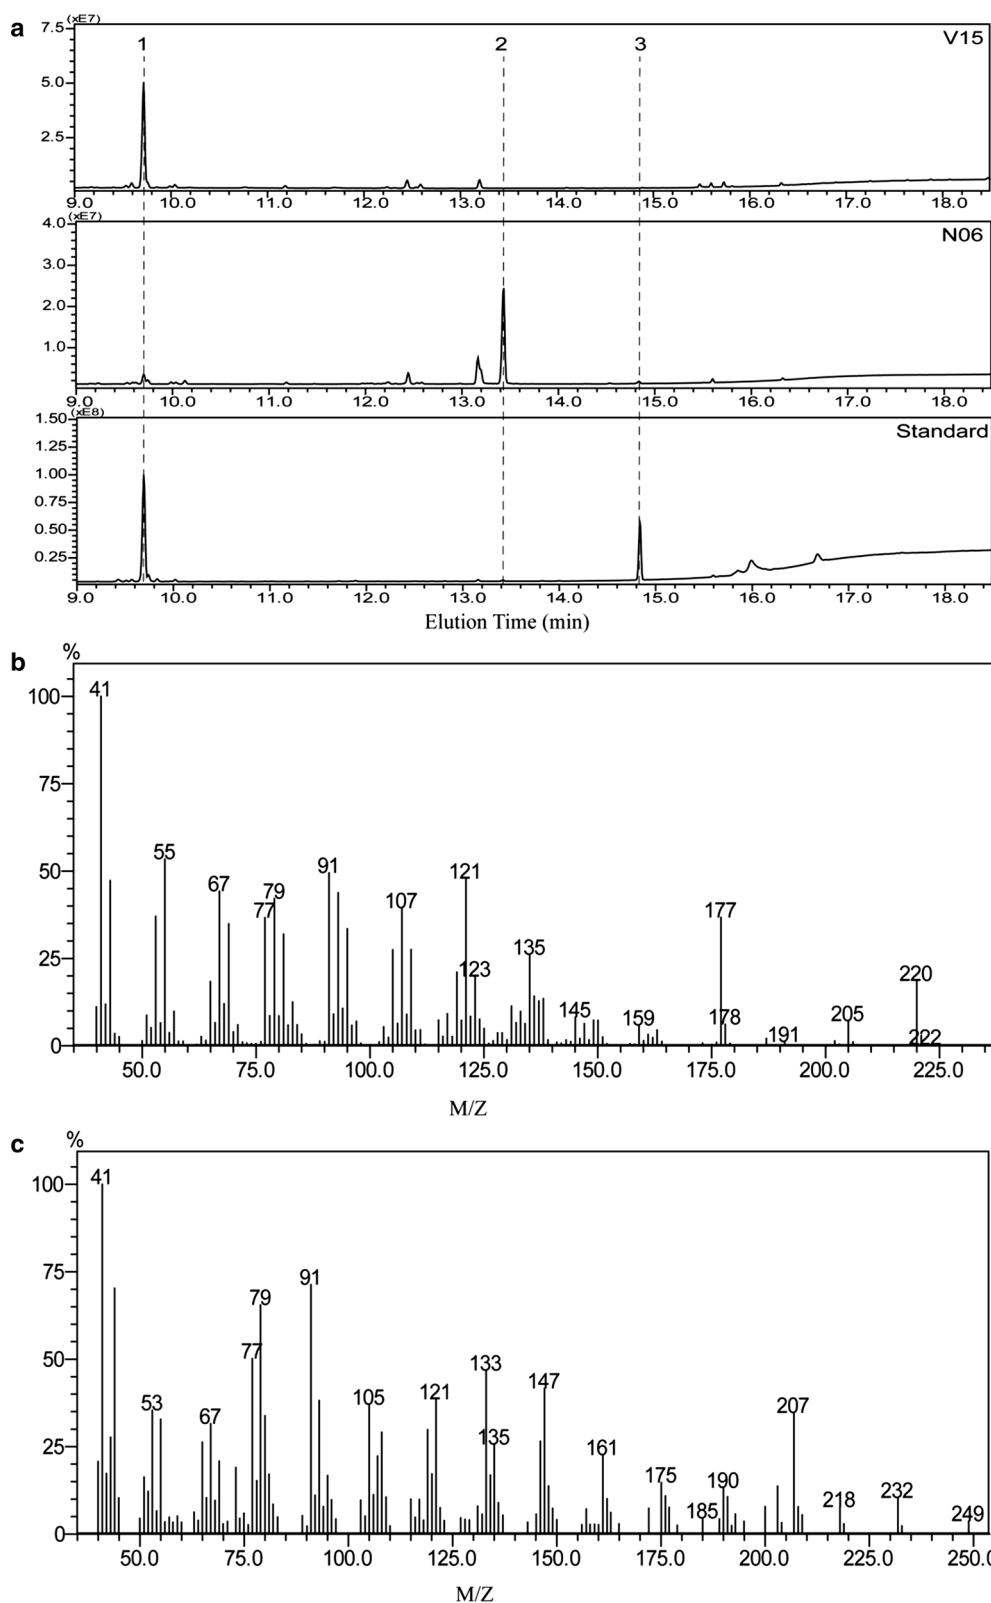 a
(xE7)
1 2 3 V15
7.5
5.0
2.5
9.0 10.0 11.0 12.0 13.0 14.0 15.0 16.0 17.0 18.0
(xE7)
4.0 N06
3.0
2.0
1.0
9.0 10.0 11.0 12.0 13.0 14.0 15.0 16.0 17.0 18.0
(xE8)
1.50 Standard
1.25
1.00
0.75
0.50
0.25
9.0 10.0 11.0 12.0 13.0 14.0 15.0 16.0 17.0 18.0
Elution Time (min)
b
%
100 41
75
50 55 67 77 79 91 107 121 177
25 123 135 145 159 178 191 205 220 222
0
50.0 75.0 100.0 125.0 150.0 175.0 200.0 225.0
M/Z
c
%
100 41
75
50 53 67 77 79 91 105 121 133 147 207
25 135 161 175 185 190 218 232 249
0
50.0 75.0 100.0 125.0 150.0 175.0 200.0 225.0 250.0
M/Z